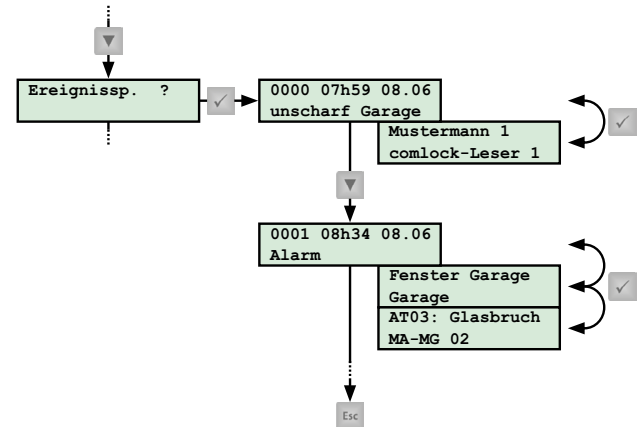 Ereignissp. ?
0000 07h59 08.06
unscharf Garage
Mustermann 1
comlock-Leser 1
0001 08h34 08.06
Alarm
Fenster Garage
Garage
AT03: Glasbruch
MA-MG 02
Esc